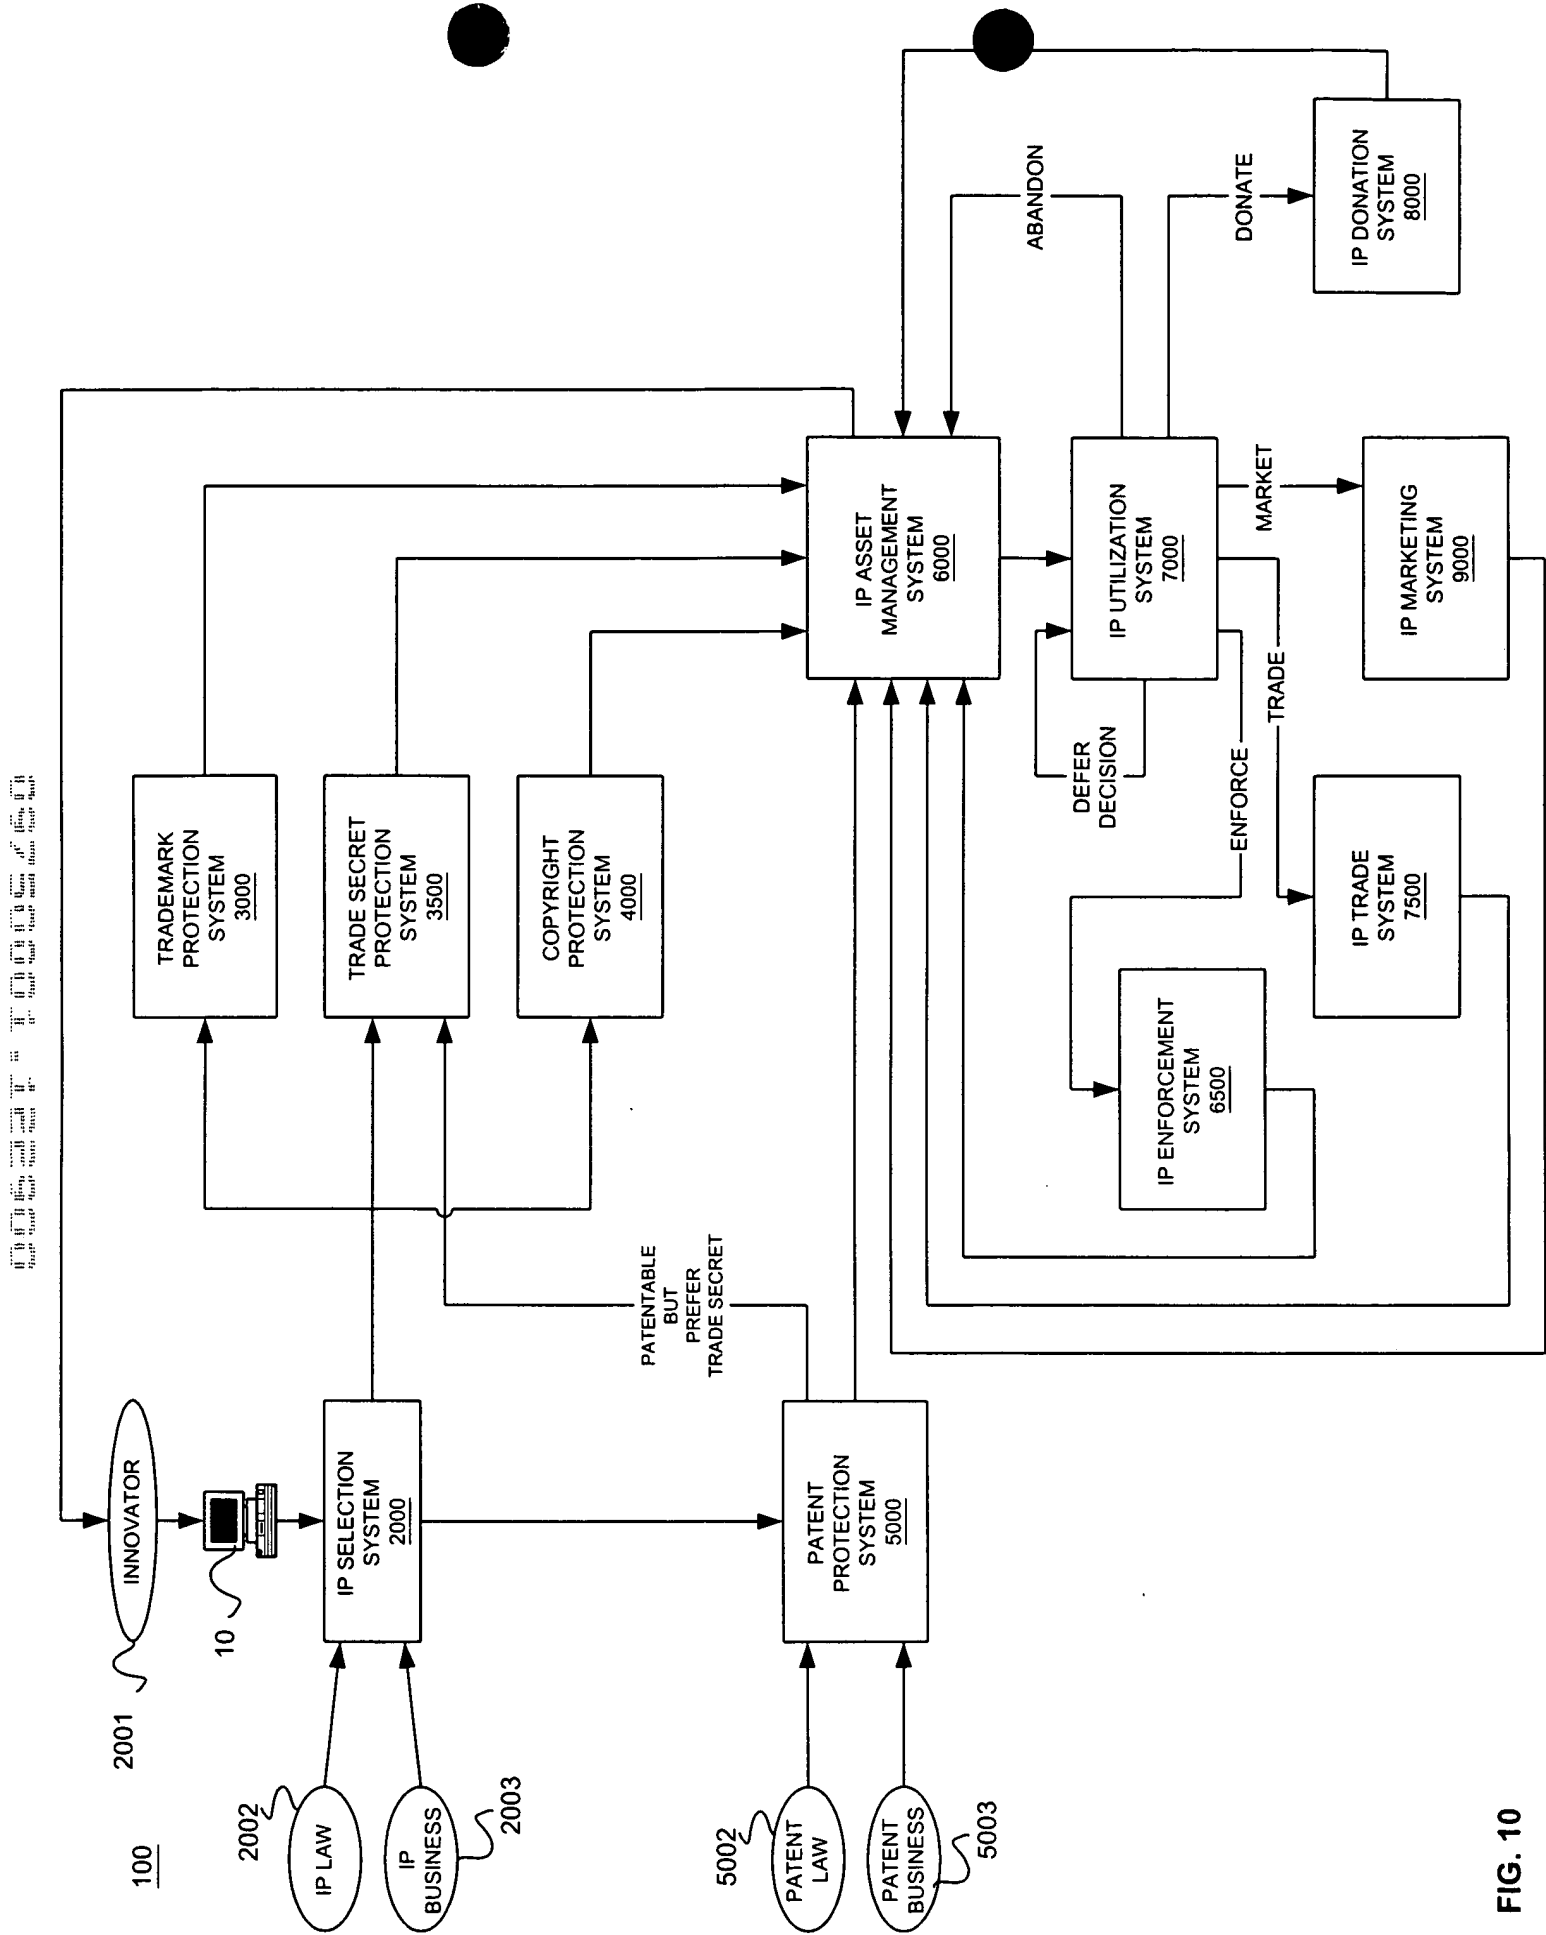 100
2001
INNOVATOR
10
2002
IP LAW
IP
BUSINESS
2003
IP SELECTION
SYSTEM
2000
5002
PATENT
LAW
PATENT
BUSINESS
5003
PATENT
PROTECTION
SYSTEM
5000
PATENTABLE
BUT
PREFER
TRADE SECRET
TRADEMARK
PROTECTION
SYSTEM
3000
TRADE SECRET
PROTECTION
SYSTEM
3500
COPYRIGHT
PROTECTION
SYSTEM
4000
IP ASSET
MANAGEMENT
SYSTEM
6000
DEFER
DECISION
IP UTILIZATION
SYSTEM
7000
ABANDON
DONATE
IP DONATION
SYSTEM
8000
ENFORCE
TRADE
MARKET
IP ENFORCEMENT
SYSTEM
6500
IP TRADE
SYSTEM
7500
IP MARKETING
SYSTEM
9000
FIG. 10